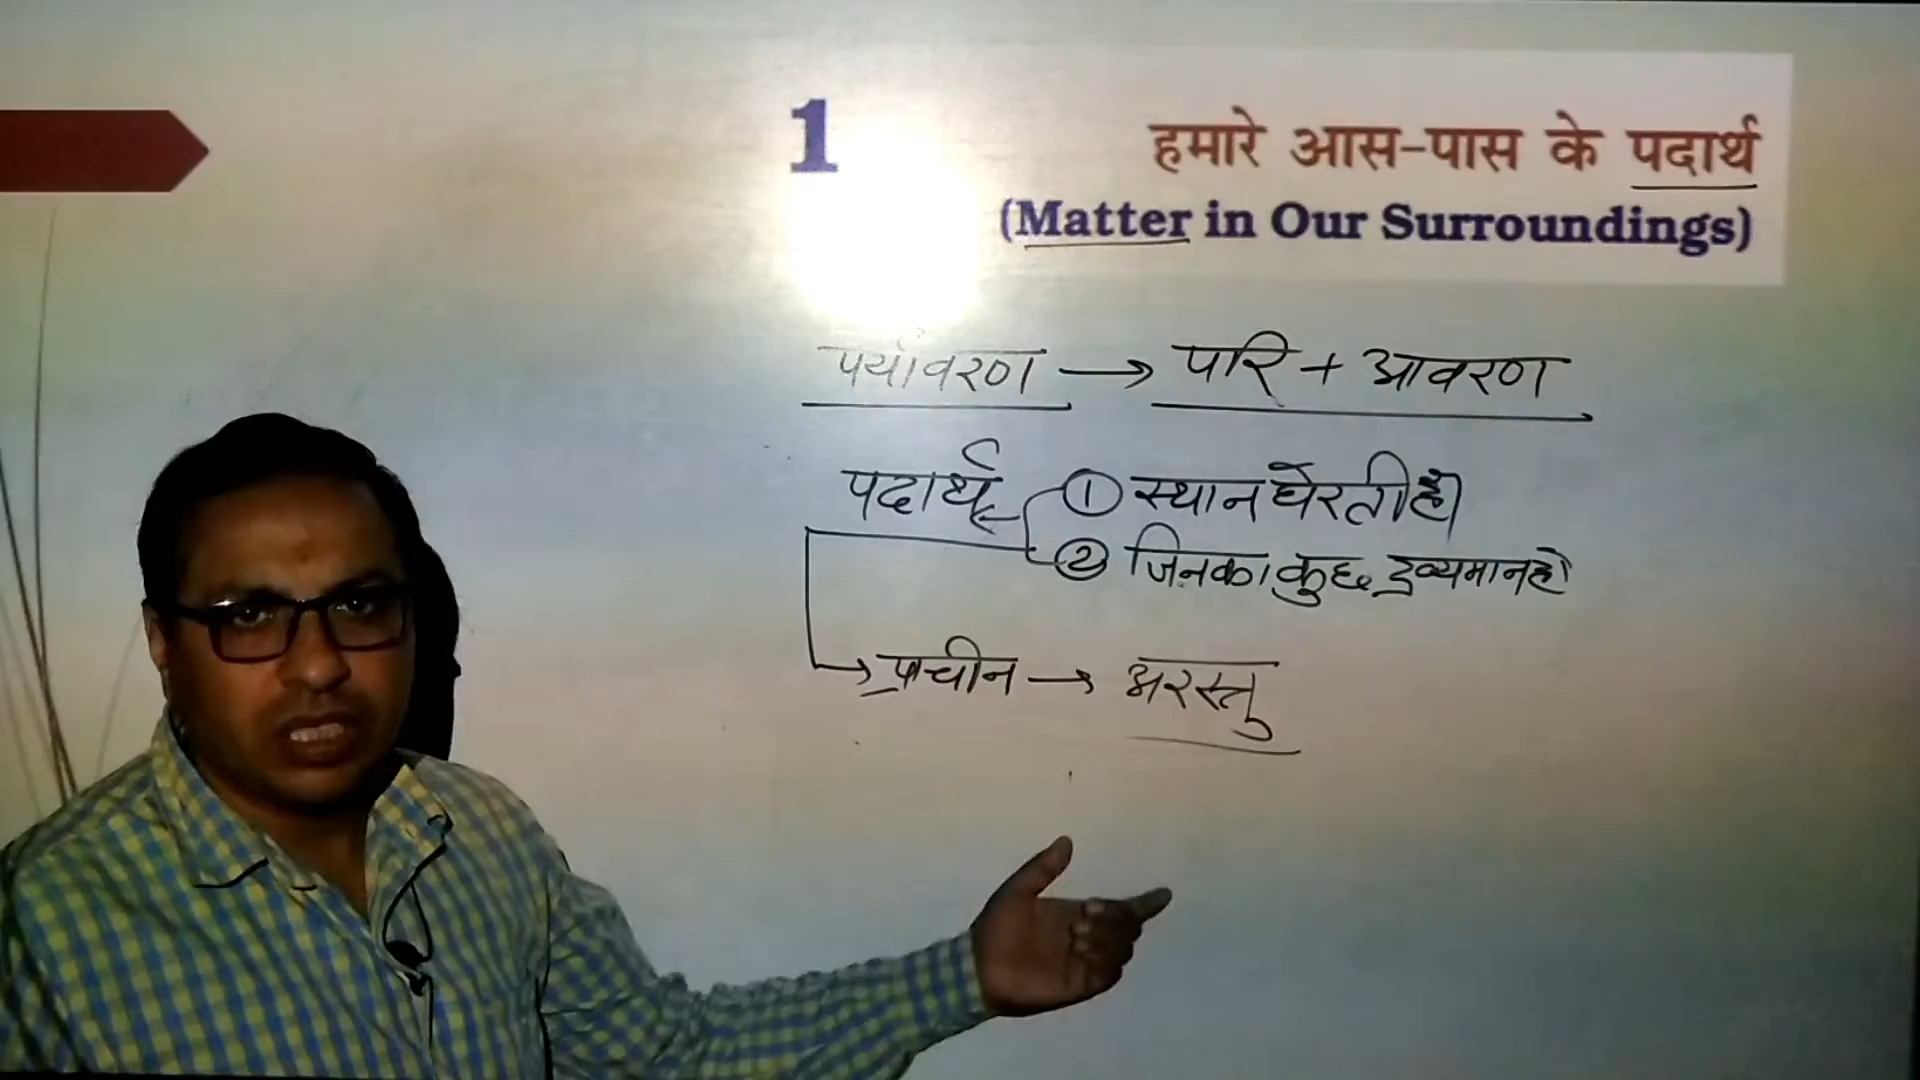 1
हमारे आस-पास के पदार्थ
(Matter in Our Surroundings)
पर्यावरण → परि + आवरण
पदार्थ ① स्थान घेरती हो
② जिनका कुछ द्रव्यमान हो
→ प्राचीन → अरस्तु